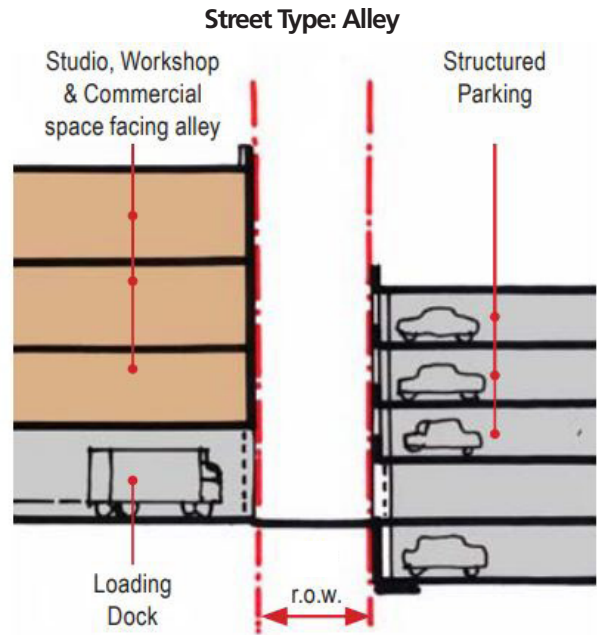 Street Type: Alley
Studio, Workshop
& Commercial
space facing alley
Structured
Parking
Loading
Dock
r.o.w.